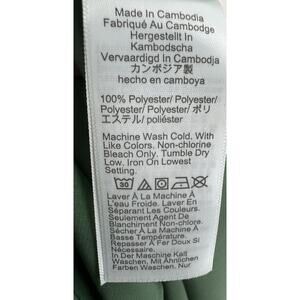 Made In Cambodia
Fabriqué Au Cambodge
Hergestellt In
Kambodscha
Vervaardigd In Cambodja
カンボジア製
hecho en camboya
100% Polyester/ Polyester/
Polyester/ Polyester/ ポリ
エステル/ poliéster
Machine Wash Cold. With
Like Colors. Non-chlorine
Bleach Only. Tumble Dry
Low, Iron On Lowest
Setting.
30
Laver À La Machine À
L'eau Froide. Laver En
Séparant Les Couleurs.
Seulement Agent De
Blanchiment Non-chlore.
Sécher À La Machine À
Basse Température.
Repasser À Fer Doux Si
Nécessaire.
In Der Maschine Kalt
Waschen, Mit Ähnlichen
Farben Waschen, Nur